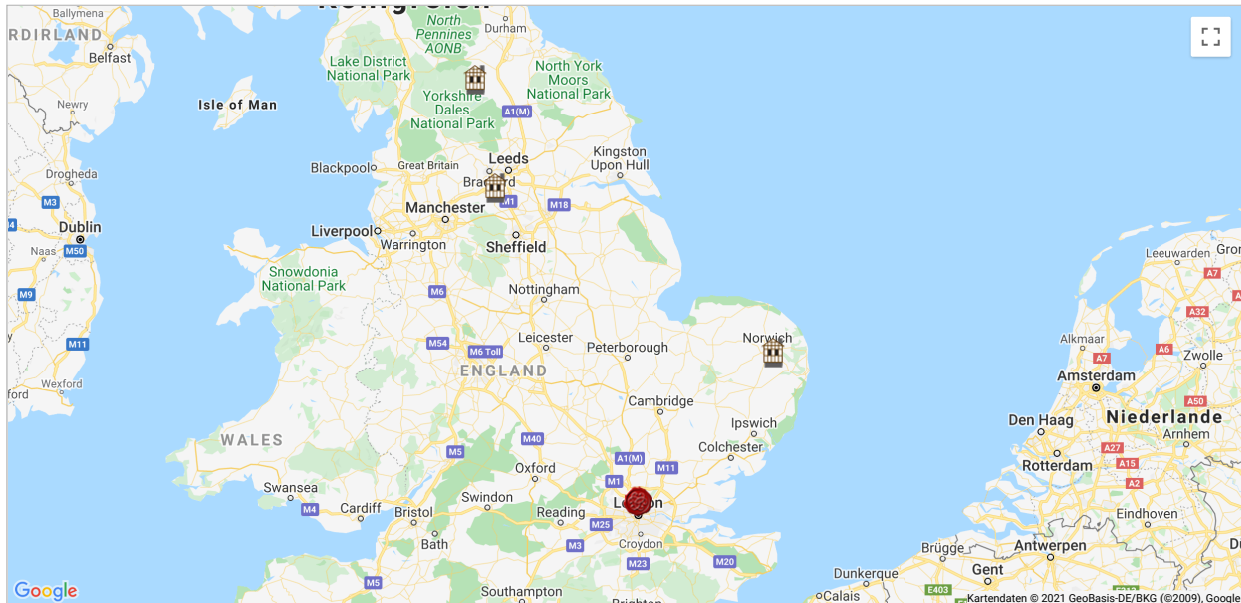 Ballymena
RDIRLAND
Belfast
Newry
Isle of Man
Drogheda
M3
Dublin
M50
Naas
M9
M11
Wexford
ford
North
Pennines
AONB
Durham
Lake District
National Park
North York
Moors
National Park
Yorkshire
Dales
National Park
A1(M)
Blackpool
Great Britain
Leeds
Kingston
Upon Hull
M1
M18
Manchester
Liverpool
Warrington
Sheffield
Snowdonia
National Park
M6
Nottingham
M54
M6 Toll
Leicester
Peterborough
Norwich
ENGLAND
Cambridge
Ipswich
Colchester
WALES
M5
M40
A1(M)
M11
Oxford
M1
Swansea
M4
Cardiff
Bristol
Swindon
Reading
M25
Croydon
Bath
M3
M23
M20
M5
Southampton
Leeuwarden
A7
A32
Alkmaar
A7
A6
Zwolle
Amsterdam
A50
Den Haag
Niederlande
Arnhem
A27
A15
Rotterdam
A2
Eindhoven
Brügge
Antwerpen
Gent
Dunkerque
Calais
E403
Google
Kartendaten © 2021 GeoBasis-DE/BKG (©2009), Google